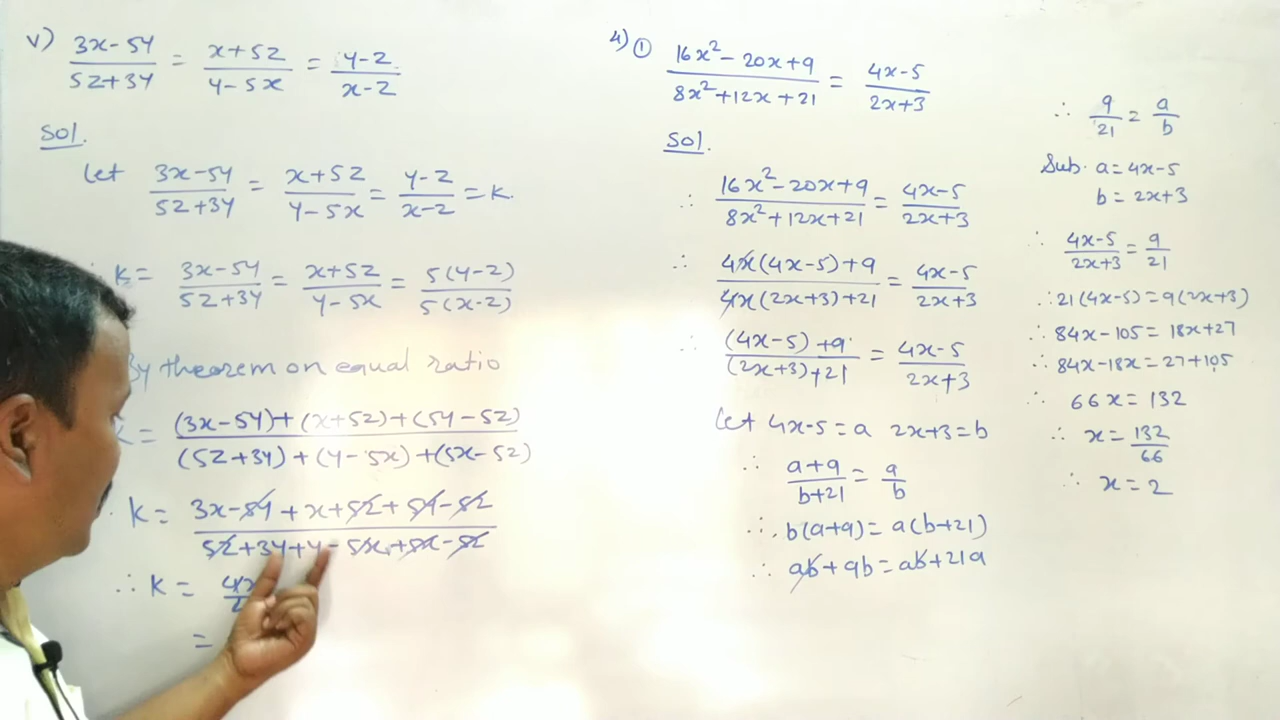 v) (3x-5y)/(5z+3y) = (x+5z)/(y-5x) = (y-z)/(x-z)
Sol.
Let (3x-5y)/(5z+3y) = (x+5z)/(y-5x) = (y-z)/(x-z) = k.
k = (3x-5y)/(5z+3y) = (x+5z)/(y-5x) = 5(y-z)/5(x-z)
By theorem on equal ratio
k = ((3x-5y)+(x+5z)+(5y-5z))/((5z+3y)+(y-5x)+(5x-5z))
k = (3x-5y+x+5z+5y-5z)/(5z+3y+y-5x+5x-5z)
∴ k =
=
4) ① (16x²-20x+9)/(8x²+12x+21) = (4x-5)/(2x+3)
Sol.
∴ (16x²-20x+9)/(8x²+12x+21) = (4x-5)/(2x+3)
∴ (4x(4x-5)+9)/(4x(2x+3)+21) = (4x-5)/(2x+3)
∴ ((4x-5)+9)/((2x+3)+21) = (4x-5)/(2x+3)
Let 4x-5=a 2x+3=b
∴ (a+9)/(b+21) = a/b
∴ b(a+9) = a(b+21)
∴ ab+9b = ab+21a
∴ 9/21 = a/b
Sub. a=4x-5
b=2x+3
∴ (4x-5)/(2x+3) = 9/21
∴ 21(4x-5) = 9(2x+3)
∴ 84x-105 = 18x+27
∴ 84x-18x = 27+105
∴ 66x = 132
∴ x = 132/66
∴ x = 2